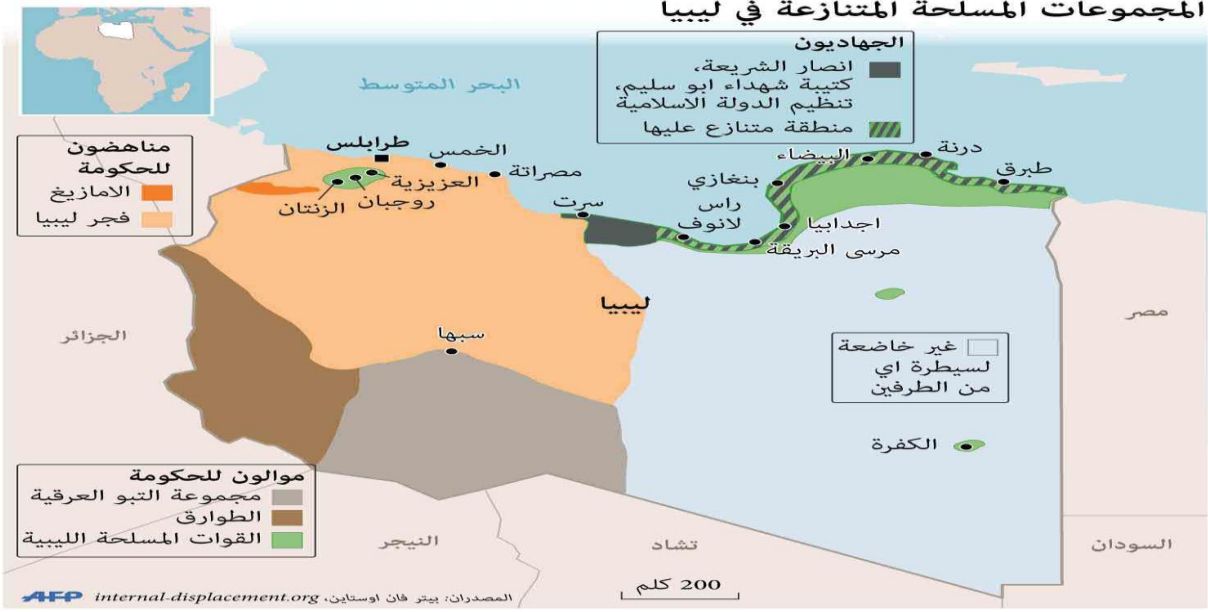 المجموعات المسلحة المتنازعة في ليبيا
الجهاديون
انصار الشريعة،
كتيبة شهداء ابو سليم،
تنظيم الدولة الاسلامية
منطقة متنازع عليها
البحر المتوسط
مناهضون
للحكومة
الامازيغ
فجر ليبيا
طرابلس
الخمس
مصراتة
العزيزية
روجبان
الزنتان
سرت
راس
لانوف
بنغازي
البيضاء
درنة
طبرق
اجدابيا
مرسى البريقة
ليبيا
سبها
الجزائر
مصر
غير خاضعة
لسيطرة اي
من الطرفين
الكفرة
موالون للحكومة
مجموعة التبو العرقية
الطوارق
القوات المسلحة الليبية
النيجر
تشاد
السودان
200 كلم
المصدران: بيتر فان اوستاين، internal-displacement.org
AFP